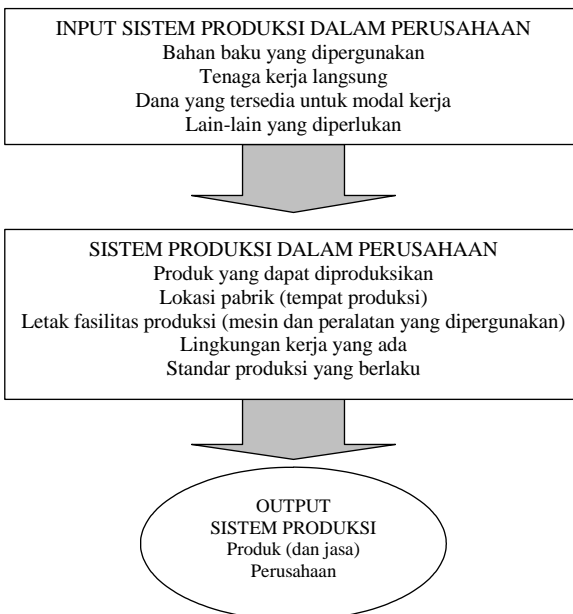 INPUT SISTEM PRODUKSI DALAM PERUSAHAAN
Bahan baku yang dipergunakan
Tenaga kerja langsung
Dana yang tersedia untuk modal kerja
Lain-lain yang diperlukan
SISTEM PRODUKSI DALAM PERUSAHAAN
Produk yang dapat diproduksikan
Lokasi pabrik (tempat produksi)
Letak fasilitas produksi (mesin dan peralatan yang dipergunakan)
Lingkungan kerja yang ada
Standar produksi yang berlaku
OUTPUT
SISTEM PRODUKSI
Produk (dan jasa)
Perusahaan